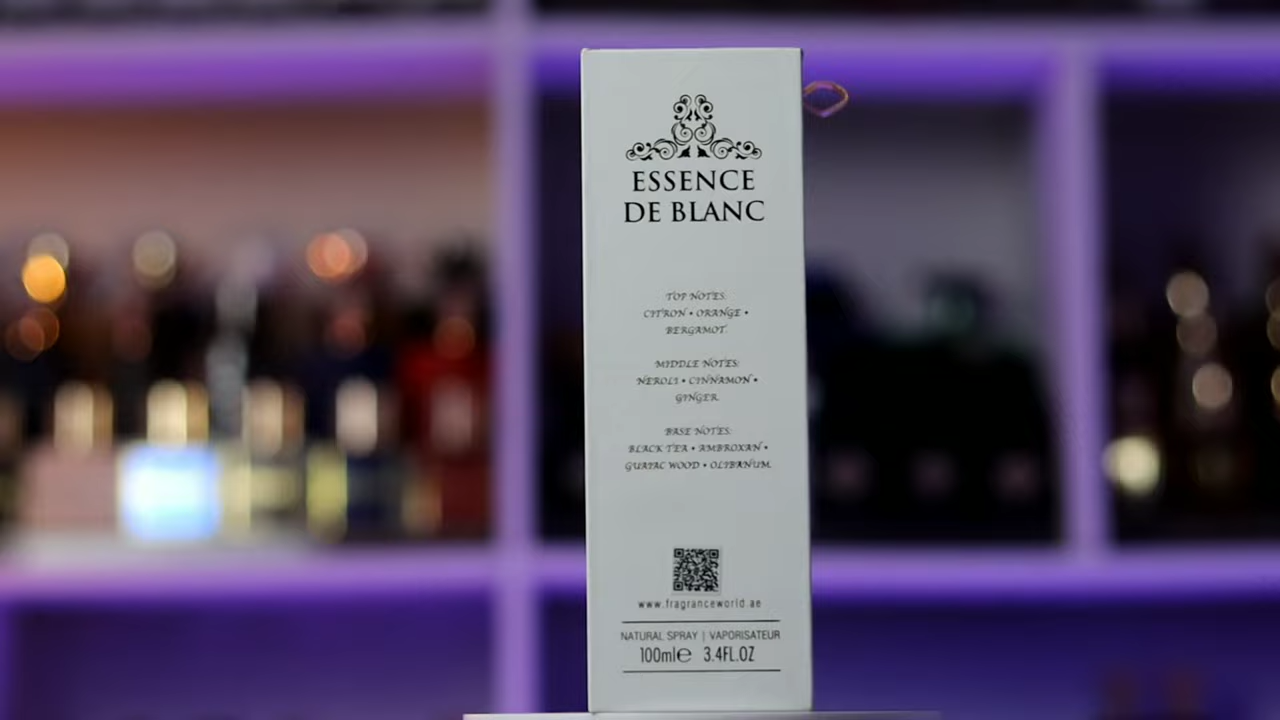 ESSENCE
DE BLANC
TOP NOTES:
CITRON • ORANGE •
BERGAMOT.
MIDDLE NOTES:
NEROLI • CINNAMON •
GINGER.
BASE NOTES:
BLACK TEA • AMBROXAN •
GUAIAC WOOD • OLIBANUM.
www.fragranceworld.ae
NATURAL SPRAY | VAPORISATEUR
100ml℮ 3.4FL.OZ